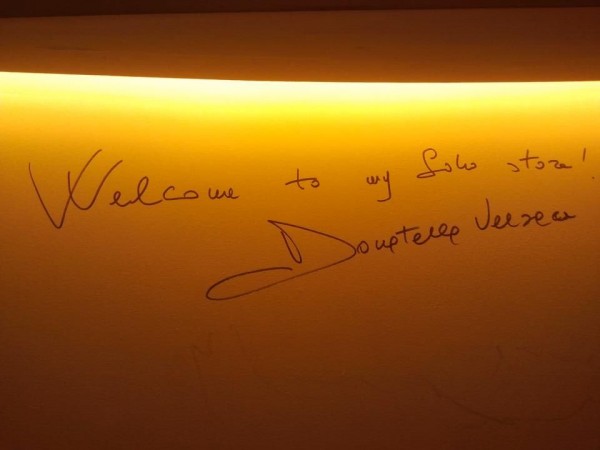 Welcome to my Soho store!
Donatella Versace